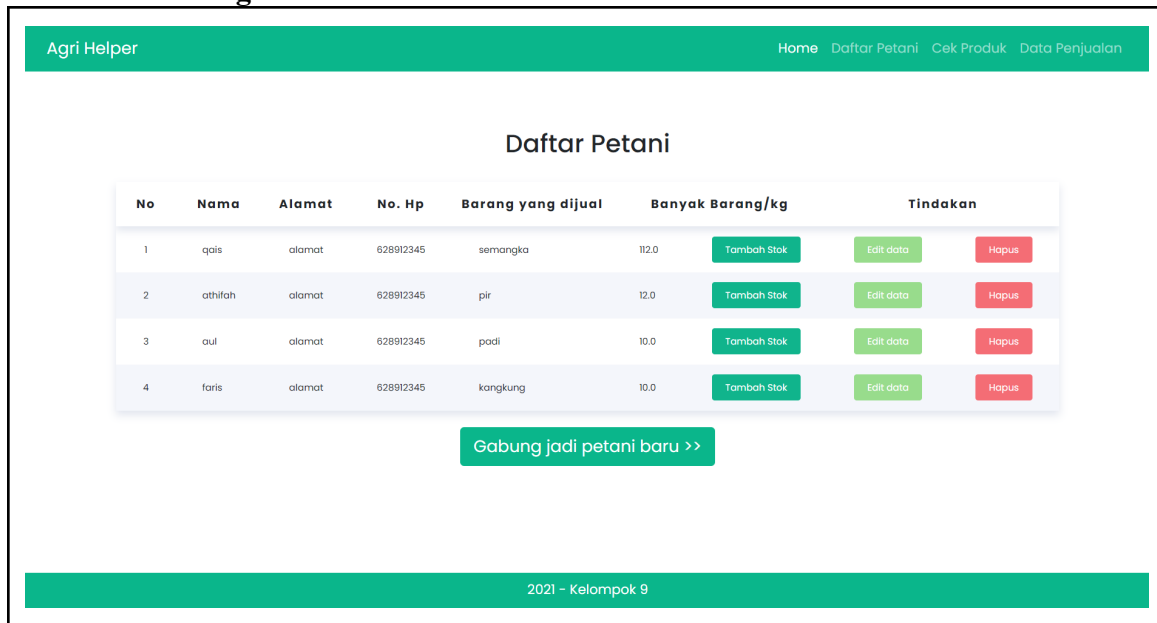 Agri Helper Home Daftar Petani Cek Produk Data Penjualan
Daftar Petani
No Nama Alamat No. Hp Barang yang dijual Banyak Barang/kg Tindakan
1 qais alamat 628912345 semangka 112.0 Tambah Stok Edit data Hapus
2 athifah alamat 628912345 pir 12.0 Tambah Stok Edit data Hapus
3 aul alamat 628912345 padi 10.0 Tambah Stok Edit data Hapus
4 faris alamat 628912345 kangkung 10.0 Tambah Stok Edit data Hapus
Gabung jadi petani baru >>
2021 - Kelompok 9